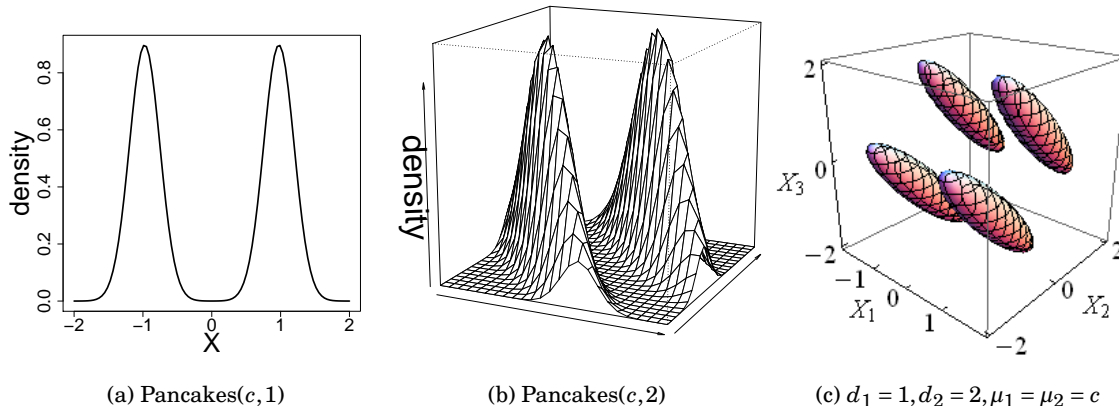 density
0.0 0.2 0.4 0.6 0.8
−2 −1 0 1 2
X
(a) Pancakes(c,1)
density
(b) Pancakes(c,2)
2
0
−2
X₃
−1 0 1
X₁
−2 0 2
X₂
(c) d₁ = 1, d₂ = 2, μ₁ = μ₂ = c